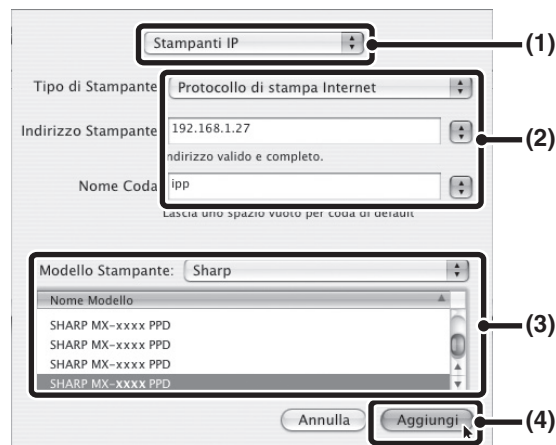 Stampanti IP
(1)
Tipo di Stampante
Protocollo di stampa Internet
Indirizzo Stampante
192.168.1.27
(2)
ndirizzo valido e completo.
Nome Coda
ipp
Lascia uno spazio vuoto per coda di default
Modello Stampante:
Sharp
Nome Modello
SHARP MX-xxxx PPD
(3)
SHARP MX-xxxx PPD
SHARP MX-xxxx PPD
SHARP MX-xxxx PPD
Annulla
Aggiungi
(4)